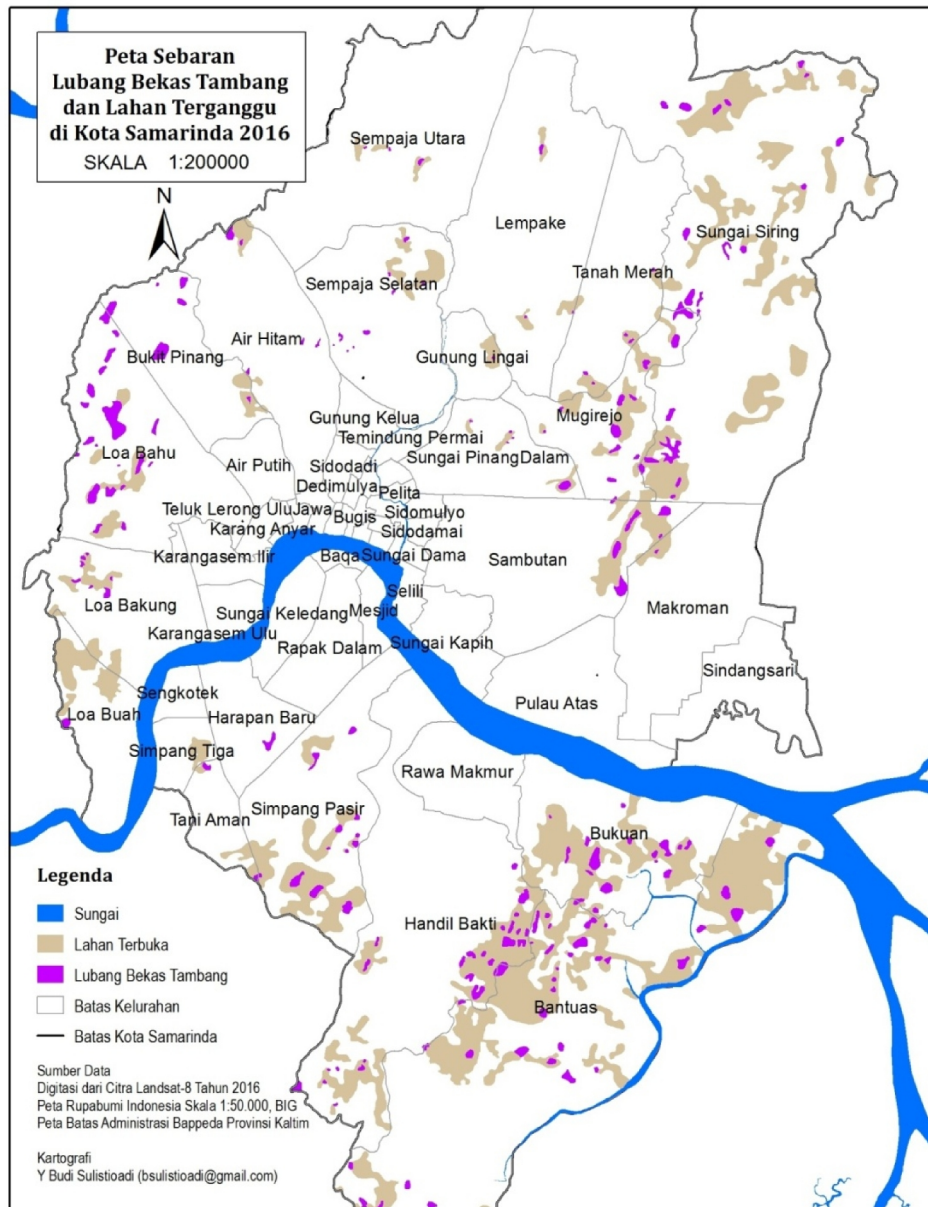 Peta Sebaran
Lubang Bekas Tambang
dan Lahan Terganggu
di Kota Samarinda 2016
SKALA 1:200000
N
Sempaja Utara
Lempake
Sungai Siring
Tanah Merah
Sempaja Selatan
Air Hitam
Bukit Pinang
Gunung Lingai
Gunung Kelua
Mugirejo
Temindung Permai
Loa Bahu
Air Putih
Sidodadi
Sungai Pinang Dalam
Dedimulya
Pelita
Teluk Lerong Ulu
Jawa
Bugis
Sidomulyo
Karang Anyar
Sidodamai
Karangasem Ilir
Baqa
Sungai Dama
Sambutan
Selili
Makroman
Loa Bakung
Sungai Keledang
Mesjid
Karangasem Ulu
Rapak Dalam
Sungai Kapih
Sindangsari
Sengkotek
Pulau Atas
Loa Buah
Harapan Baru
Simpang Tiga
Rawa Makmur
Tani Aman
Simpang Pasir
Bukuan
Handil Bakti
Bantuas
Legenda
Sungai
Lahan Terbuka
Lubang Bekas Tambang
Batas Kelurahan
Batas Kota Samarinda
Sumber Data
Digitasi dari Citra Landsat-8 Tahun 2016
Peta Rupabumi Indonesia Skala 1:50.000, BIG
Peta Batas Administrasi Bappeda Provinsi Kaltim
Kartografi
Y Budi Sulistioadi (bsulistioadi@gmail.com)